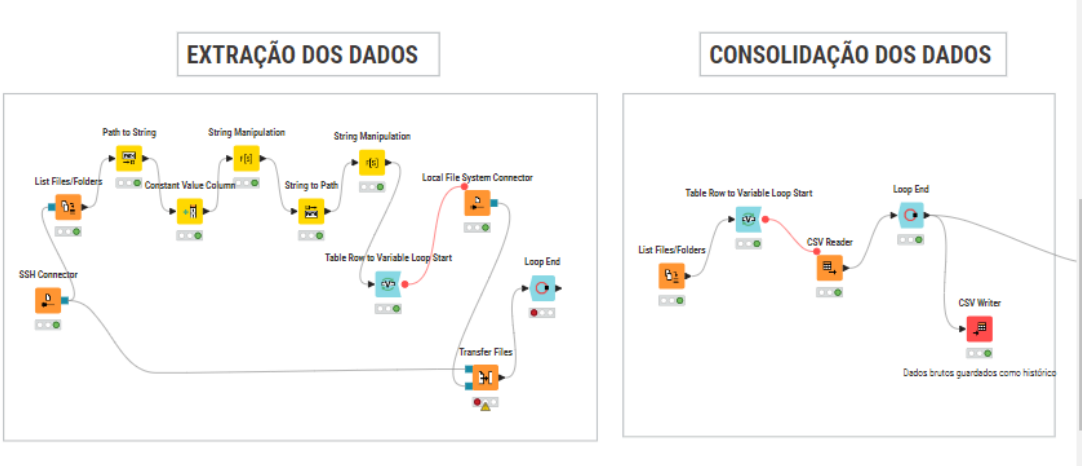 EXTRAÇÃO DOS DADOS
CONSOLIDAÇÃO DOS DADOS
Path to String
String Manipulation
String Manipulation
List Files/Folders
Constant Value Column
String to Path
Local File System Connector
Table Row to Variable Loop Start
Loop End
SSH Connector
Transfer Files
Table Row to Variable Loop Start
Loop End
List Files/Folders
CSV Reader
CSV Writer
Dados brutos guardados como histórico